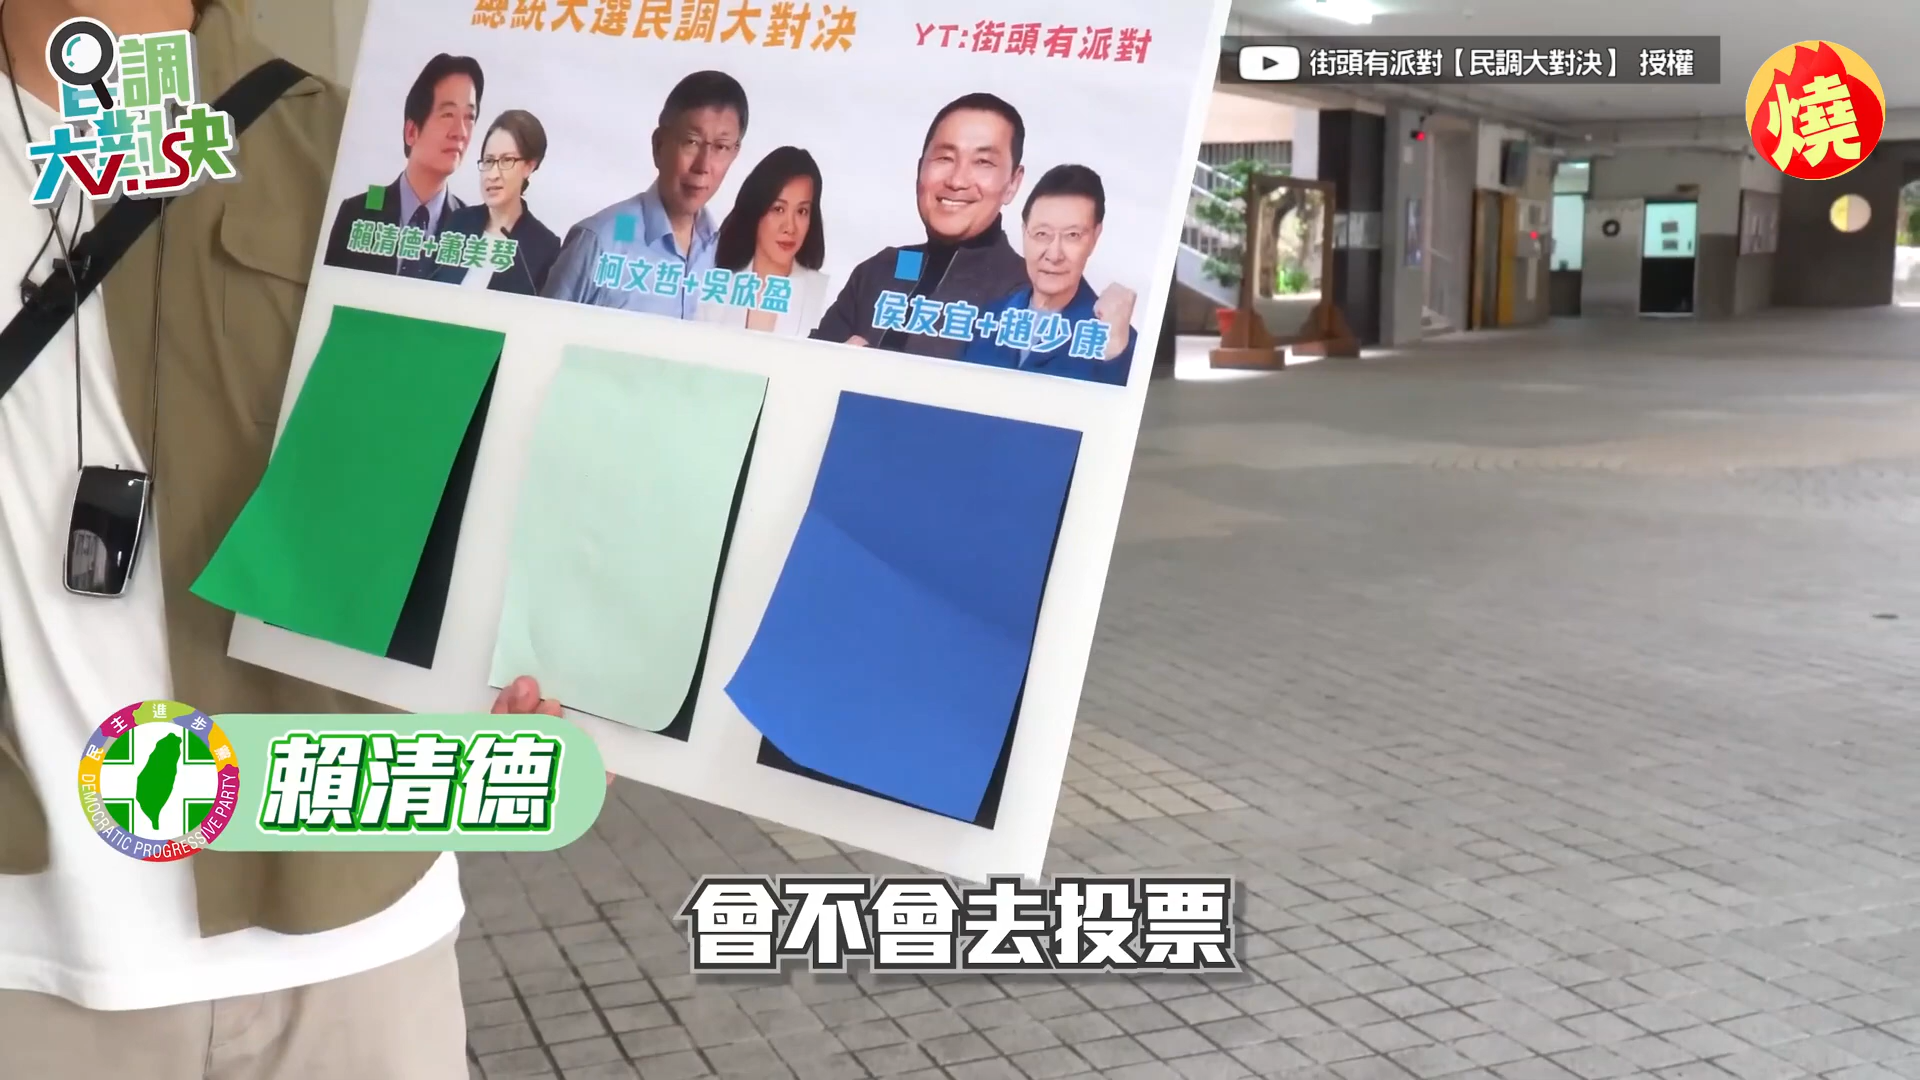 民調
大對決
V.S
總統大選民調大對決
YT:街頭有派對
街頭有派對【民調大對決】 授權
燒
賴清德+蕭美琴
柯文哲+吳欣盈
侯友宜+趙少康
民主進步黨
DEMOCRATIC PROGRESSIVE PARTY
賴清德
會不會去投票